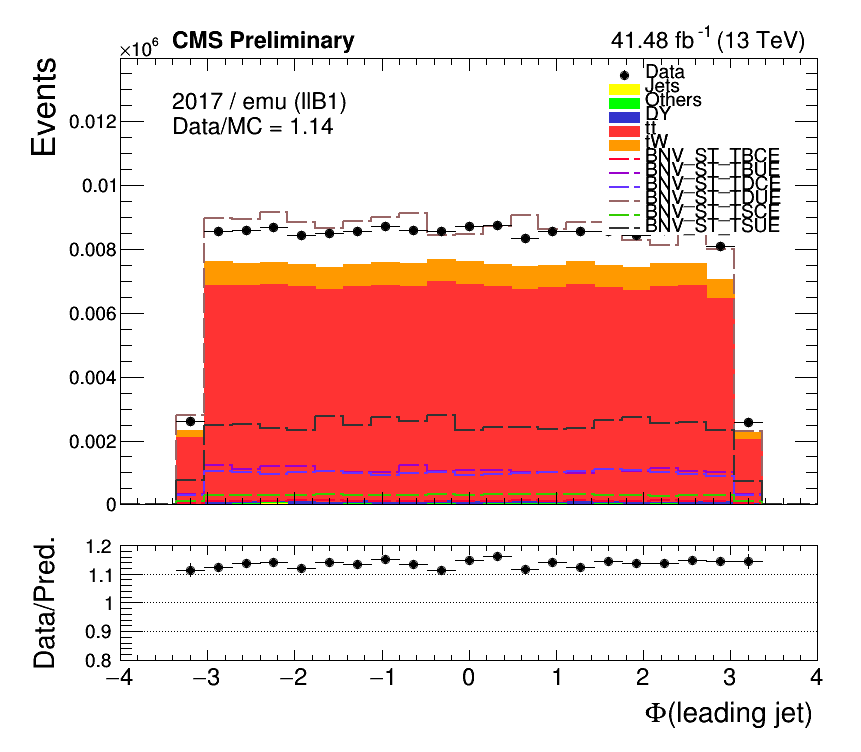 ×10⁶ CMS Preliminary 41.48 fb⁻¹ (13 TeV)
Events
2017 / emu (llB1)
Data/MC = 1.14
Data
Jets
Others
DY
tt
tW
BNV_ST_TBCE
BNV_ST_TBUE
BNV_ST_TDCE
BNV_ST_TDUE
BNV_ST_TSCE
BNV_ST_TSUE
0.012
0.01
0.008
0.006
0.004
0.002
0
Data/Pred.
1.2
1.1
1
0.9
0.8
−4 −3 −2 −1 0 1 2 3 4
Φ(leading jet)